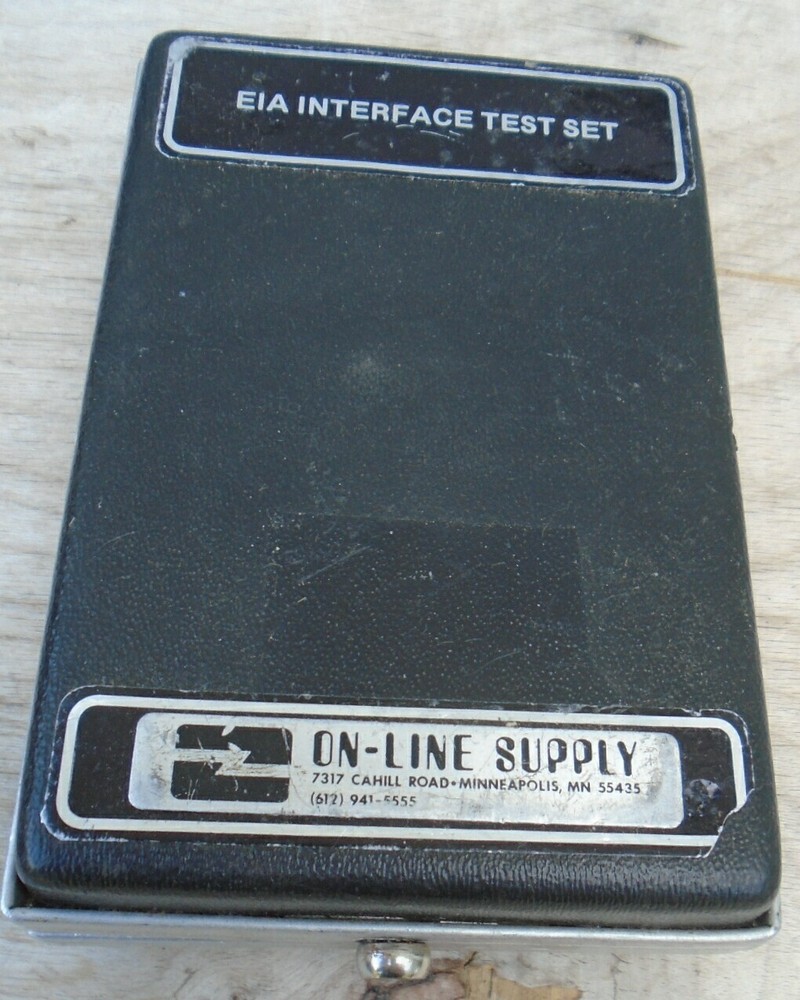 EIA INTERFACE TEST SET
ON-LINE SUPPLY
7317 CAHILL ROAD•MINNEAPOLIS, MN 55435
(612) 941-5555